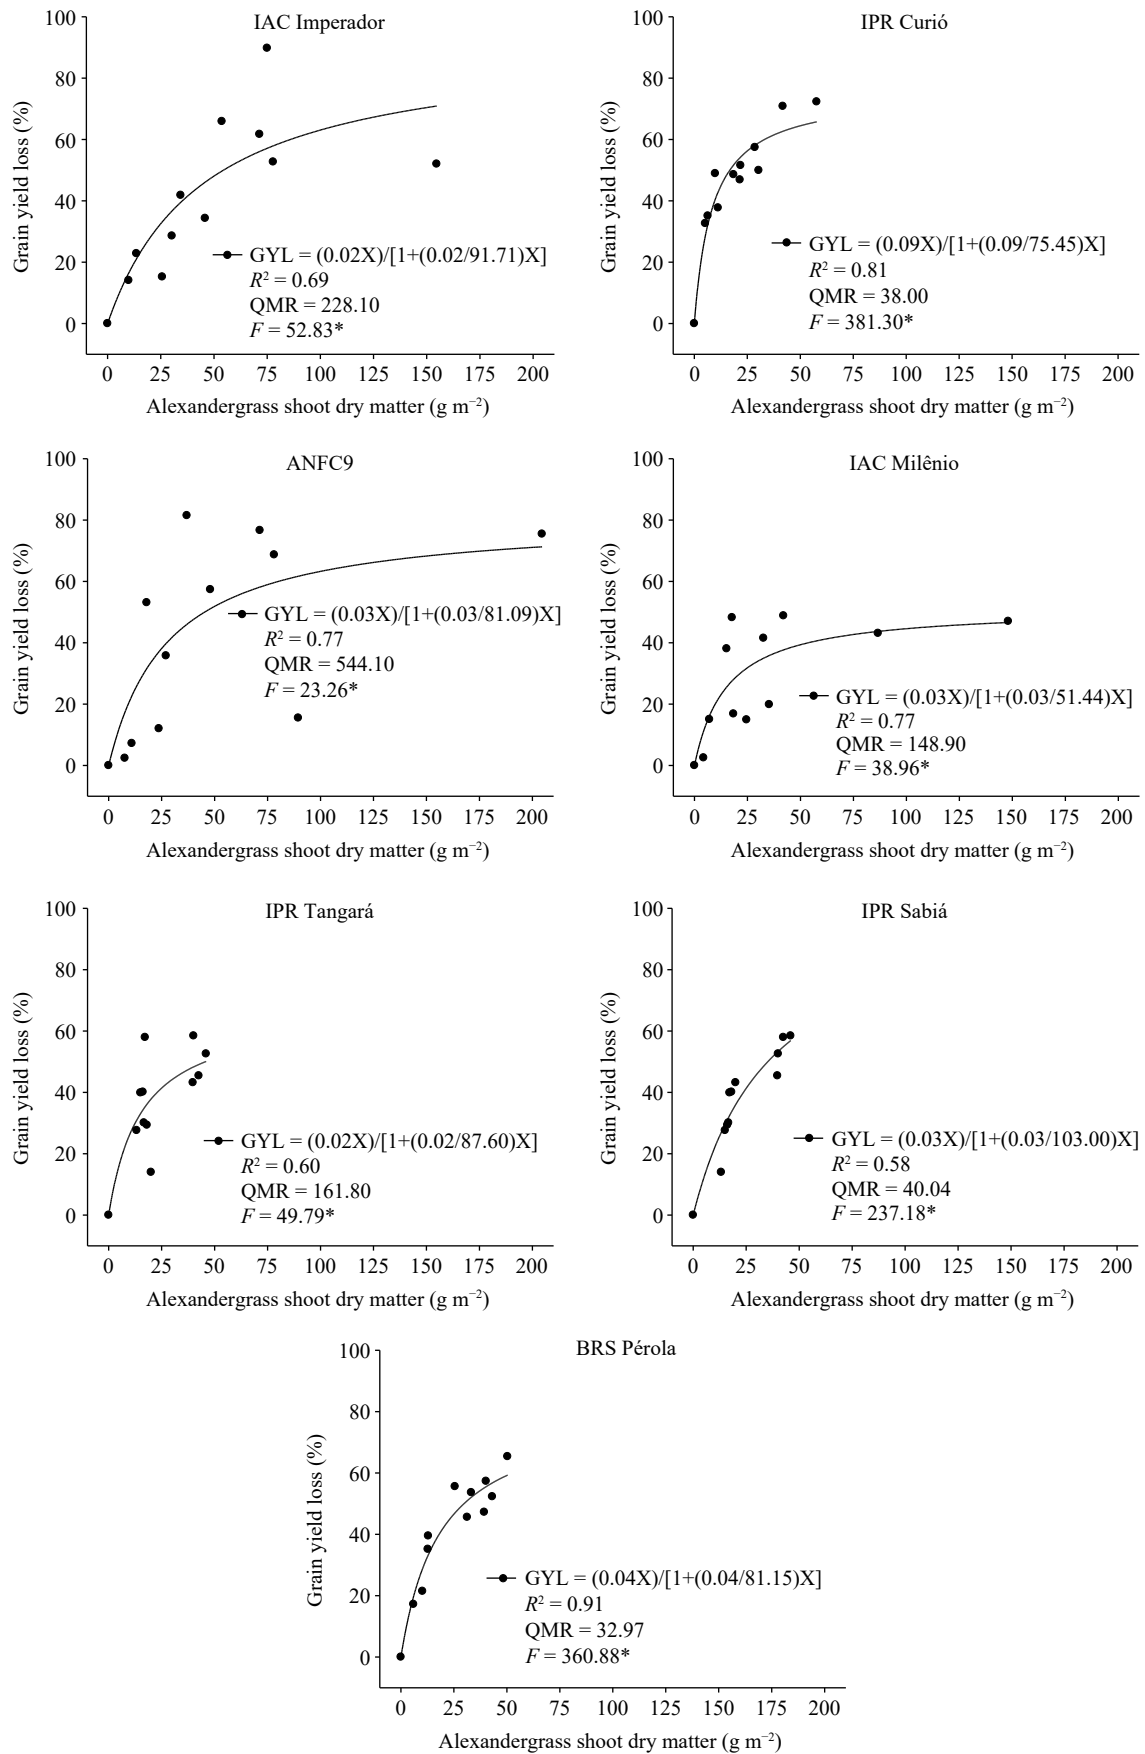 IAC Imperador
100
80
60
40
20
0
Grain yield loss (%)
GYL = (0.02X)/[1+(0.02/91.71)X]
R² = 0.69
QMR = 228.10
F = 52.83*
0 25 50 75 100 125 150 175 200
Alexandergrass shoot dry matter (g m⁻²)
IPR Curió
100
80
60
40
20
0
Grain yield loss (%)
GYL = (0.09X)/[1+(0.09/75.45)X]
R² = 0.81
QMR = 38.00
F = 381.30*
0 25 50 75 100 125 150 175 200
Alexandergrass shoot dry matter (g m⁻²)
ANFC9
100
80
60
40
20
0
Grain yield loss (%)
GYL = (0.03X)/[1+(0.03/81.09)X]
R² = 0.77
QMR = 544.10
F = 23.26*
0 25 50 75 100 125 150 175 200
Alexandergrass shoot dry matter (g m⁻²)
IAC Milênio
100
80
60
40
20
0
Grain yield loss (%)
GYL = (0.03X)/[1+(0.03/51.44)X]
R² = 0.77
QMR = 148.90
F = 38.96*
0 25 50 75 100 125 150 175 200
Alexandergrass shoot dry matter (g m⁻²)
IPR Tangará
100
80
60
40
20
0
Grain yield loss (%)
GYL = (0.02X)/[1+(0.02/87.60)X]
R² = 0.60
QMR = 161.80
F = 49.79*
0 25 50 75 100 125 150 175 200
Alexandergrass shoot dry matter (g m⁻²)
IPR Sabiá
100
80
60
40
20
0
Grain yield loss (%)
GYL = (0.03X)/[1+(0.03/103.00)X]
R² = 0.58
QMR = 40.04
F = 237.18*
0 25 50 75 100 125 150 175 200
Alexandergrass shoot dry matter (g m⁻²)
BRS Pérola
100
80
60
40
20
0
Grain yield loss (%)
GYL = (0.04X)/[1+(0.04/81.15)X]
R² = 0.91
QMR = 32.97
F = 360.88*
0 25 50 75 100 125 150 175 200
Alexandergrass shoot dry matter (g m⁻²)